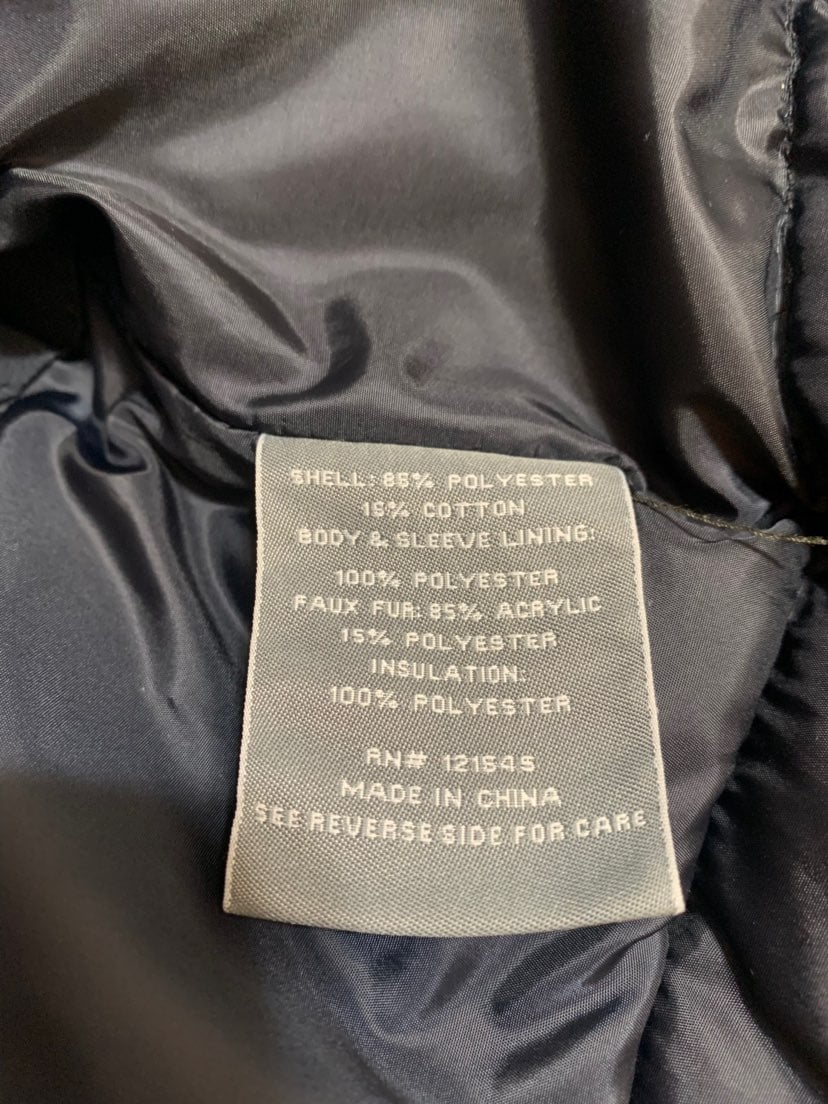 SHELL: 85% POLYESTER
15% COTTON
BODY & SLEEVE LINING:
100% POLYESTER
FAUX FUR: 85% ACRYLIC
15% POLYESTER
INSULATION:
100% POLYESTER
RN# 121545
MADE IN CHINA
SEE REVERSE SIDE FOR CARE